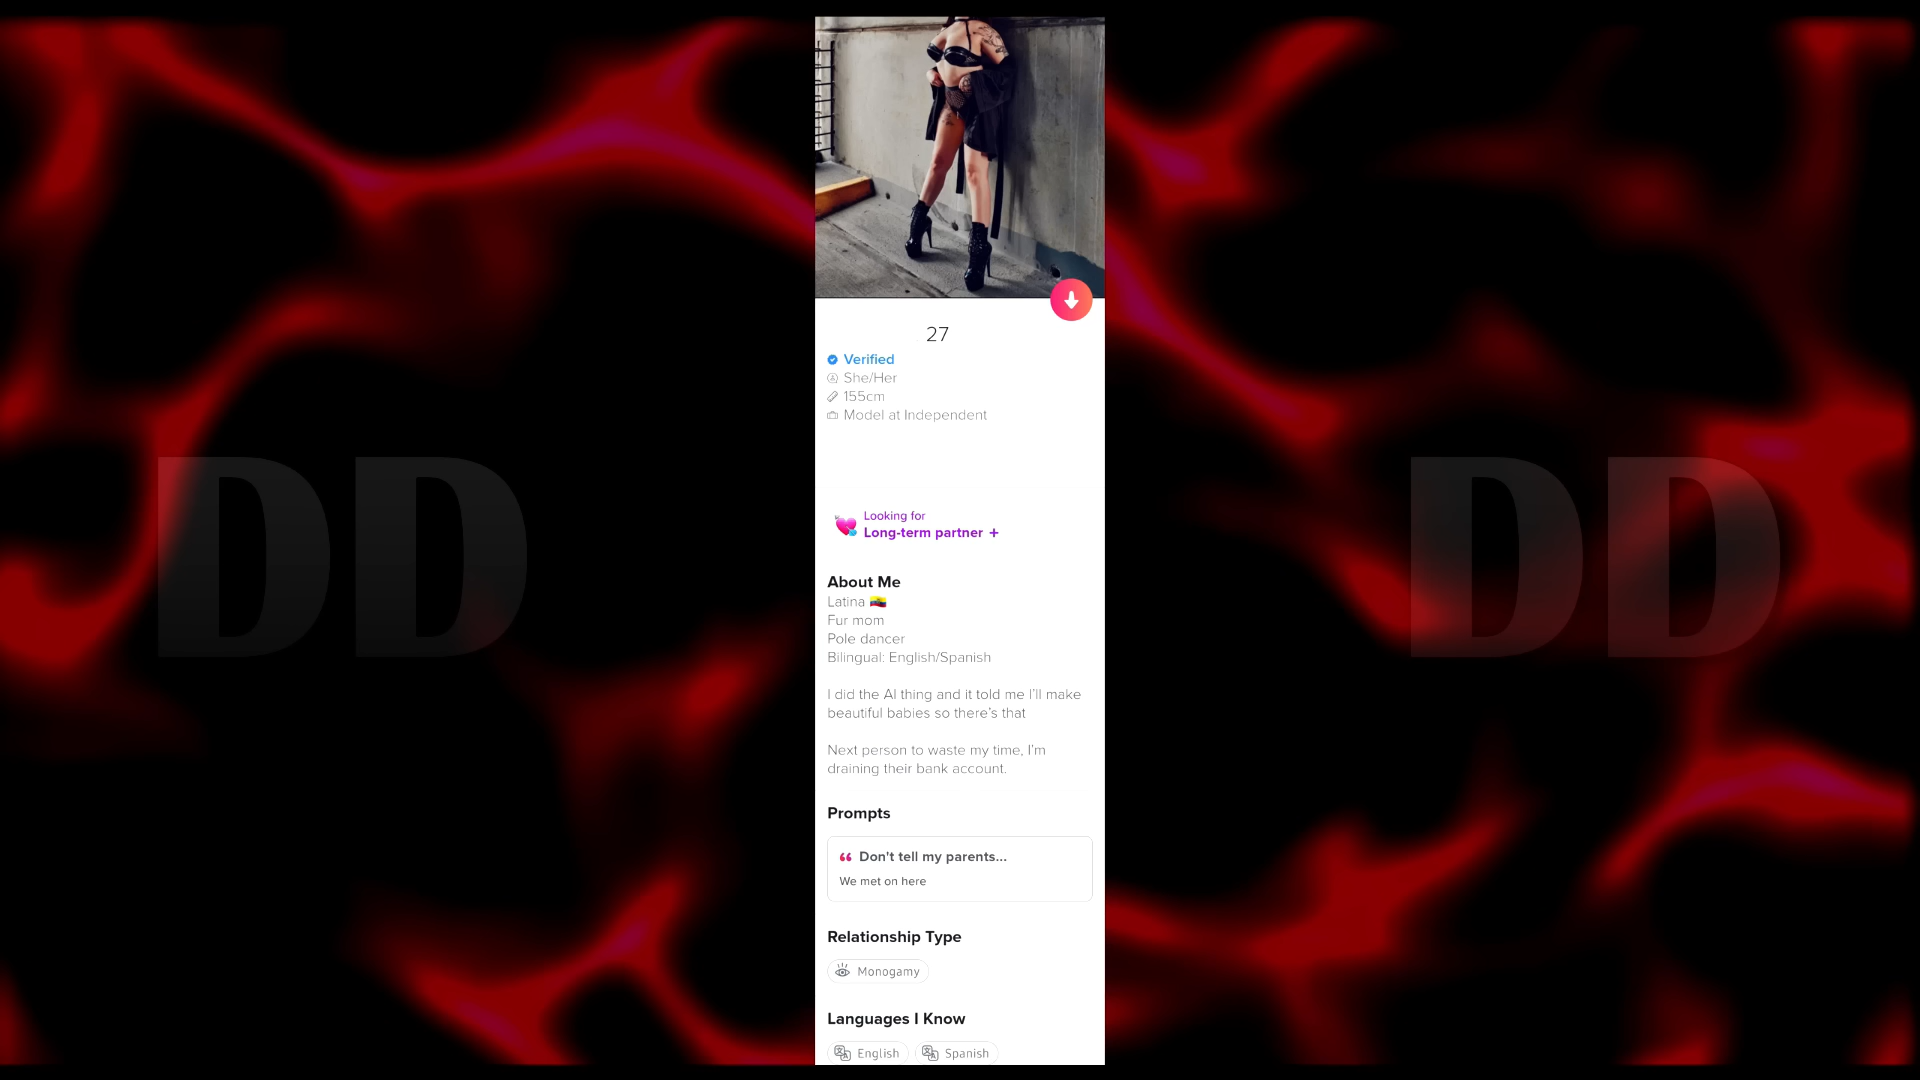 27
Verified
She/Her
155cm
Model at Independent
DD
DD
Looking for
Long-term partner +
About Me
Latina 🇪🇨
Fur mom
Pole dancer
Bilingual: English/Spanish
I did the AI thing and it told me I'll make
beautiful babies so there's that
Next person to waste my time, I'm
draining their bank account.
Prompts
Don't tell my parents...
We met on here
Relationship Type
Monogamy
Languages I Know
English
Spanish